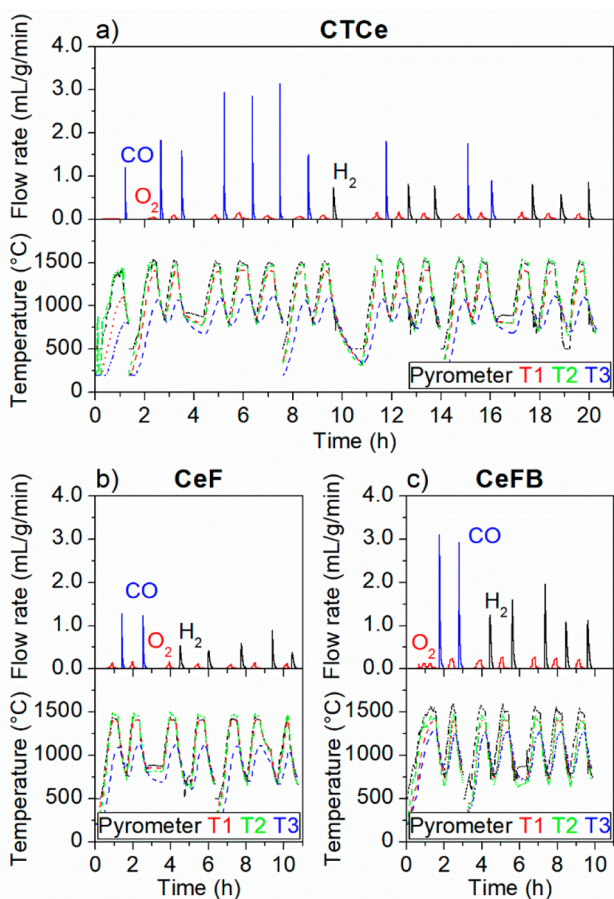 a) CTCe
Flow rate (mL/g/min)
4.0
3.0
2.0
1.0
0.0
CO
O2
H2
Temperature (°C)
1500
1000
500
0
Pyrometer T1 T2 T3
0 2 4 6 8 10 12 14 16 18 20
Time (h)
b) CeF
Flow rate (mL/g/min)
4.0
3.0
2.0
1.0
0.0
CO
O2
H2
Temperature (°C)
1500
1000
500
0
Pyrometer T1 T2 T3
0 2 4 6 8 10
Time (h)
c) CeFB
Flow rate (mL/g/min)
4.0
3.0
2.0
1.0
0.0
CO
H2
O2
Temperature (°C)
1500
1000
500
0
Pyrometer T1 T2 T3
0 2 4 6 8 10
Time (h)